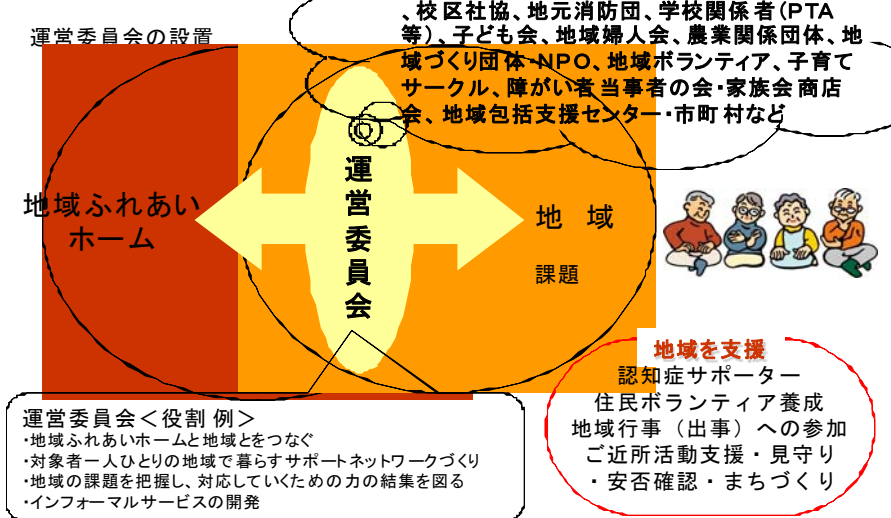 運営委員会の設置
、校区社協、地元消防団、学校関係者(PTA
等)、子ども会、地域婦人会、農業関係団体、地
域づくり団体・NPO、地域ボランティア、子育て
サークル、障がい者当事者の会・家族会商店
会、地域包括支援センター・市町村など
地域ふれあい
ホーム
運営委員会
地 域
課題
地域を支援
認知症サポーター
住民ボランティア養成
地域行事（出事）への参加
ご近所活動支援・見守り
・安否確認・まちづくり
運営委員会＜役割例＞
・地域ふれあいホームと地域とをつなぐ
・対象者一人ひとりの地域で暮らすサポートネットワークづくり
・地域の課題を把握し、対応していくための力の結集を図る
・インフォーマルサービスの開発